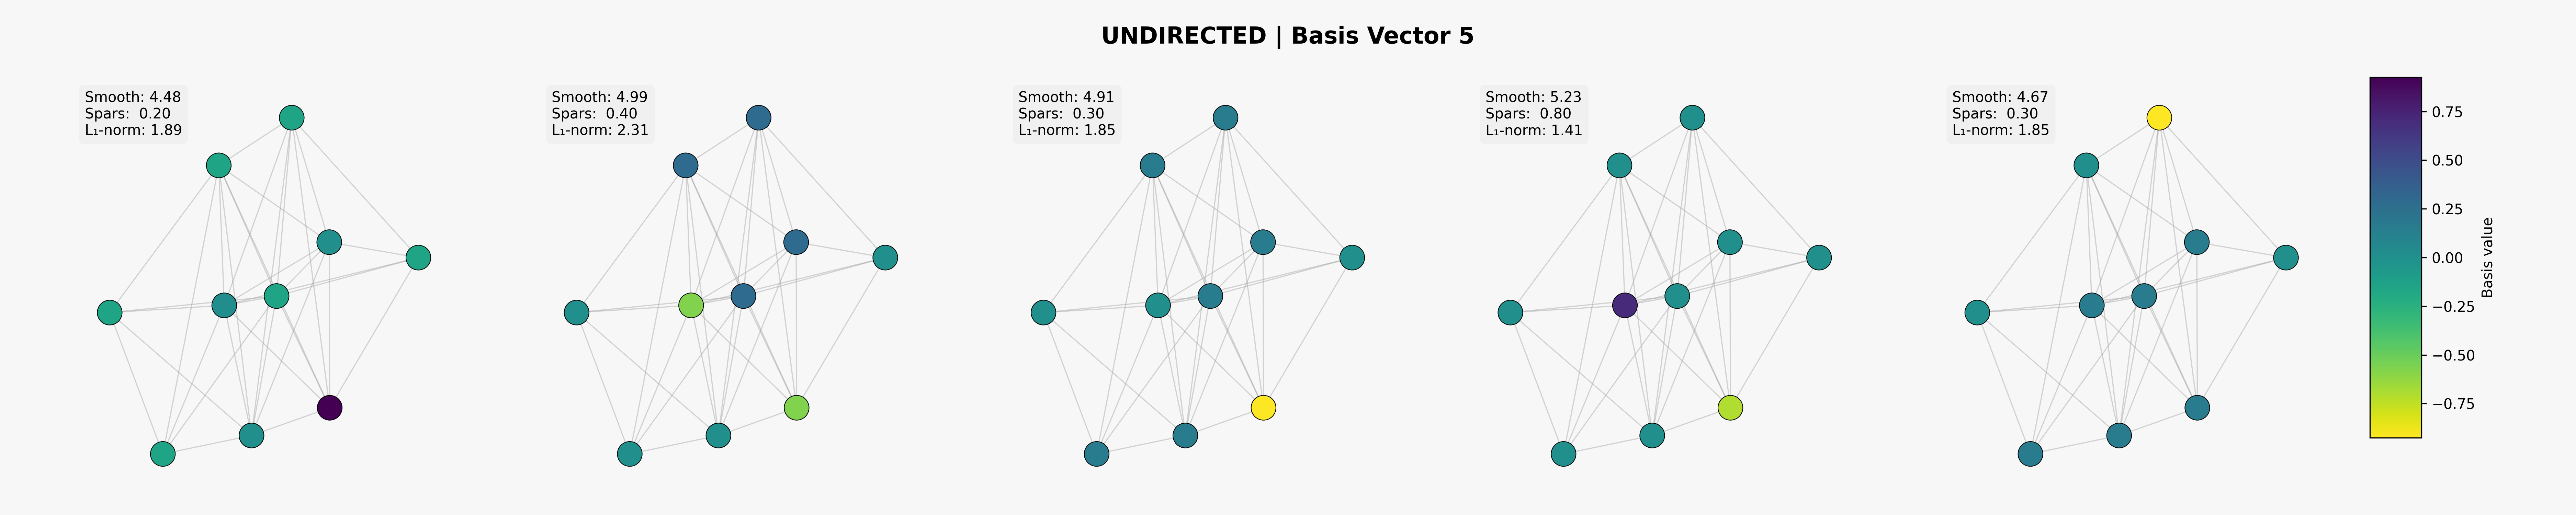 UNDIRECTED | Basis Vector 5
Smooth: 4.48
Spars:  0.20
L₁-norm: 1.89
Smooth: 4.99
Spars:  0.40
L₁-norm: 2.31
Smooth: 4.91
Spars:  0.30
L₁-norm: 1.85
Smooth: 5.23
Spars:  0.80
L₁-norm: 1.41
Smooth: 4.67
Spars:  0.30
L₁-norm: 1.85
0.75
0.50
0.25
0.00
−0.25
−0.50
−0.75
Basis value